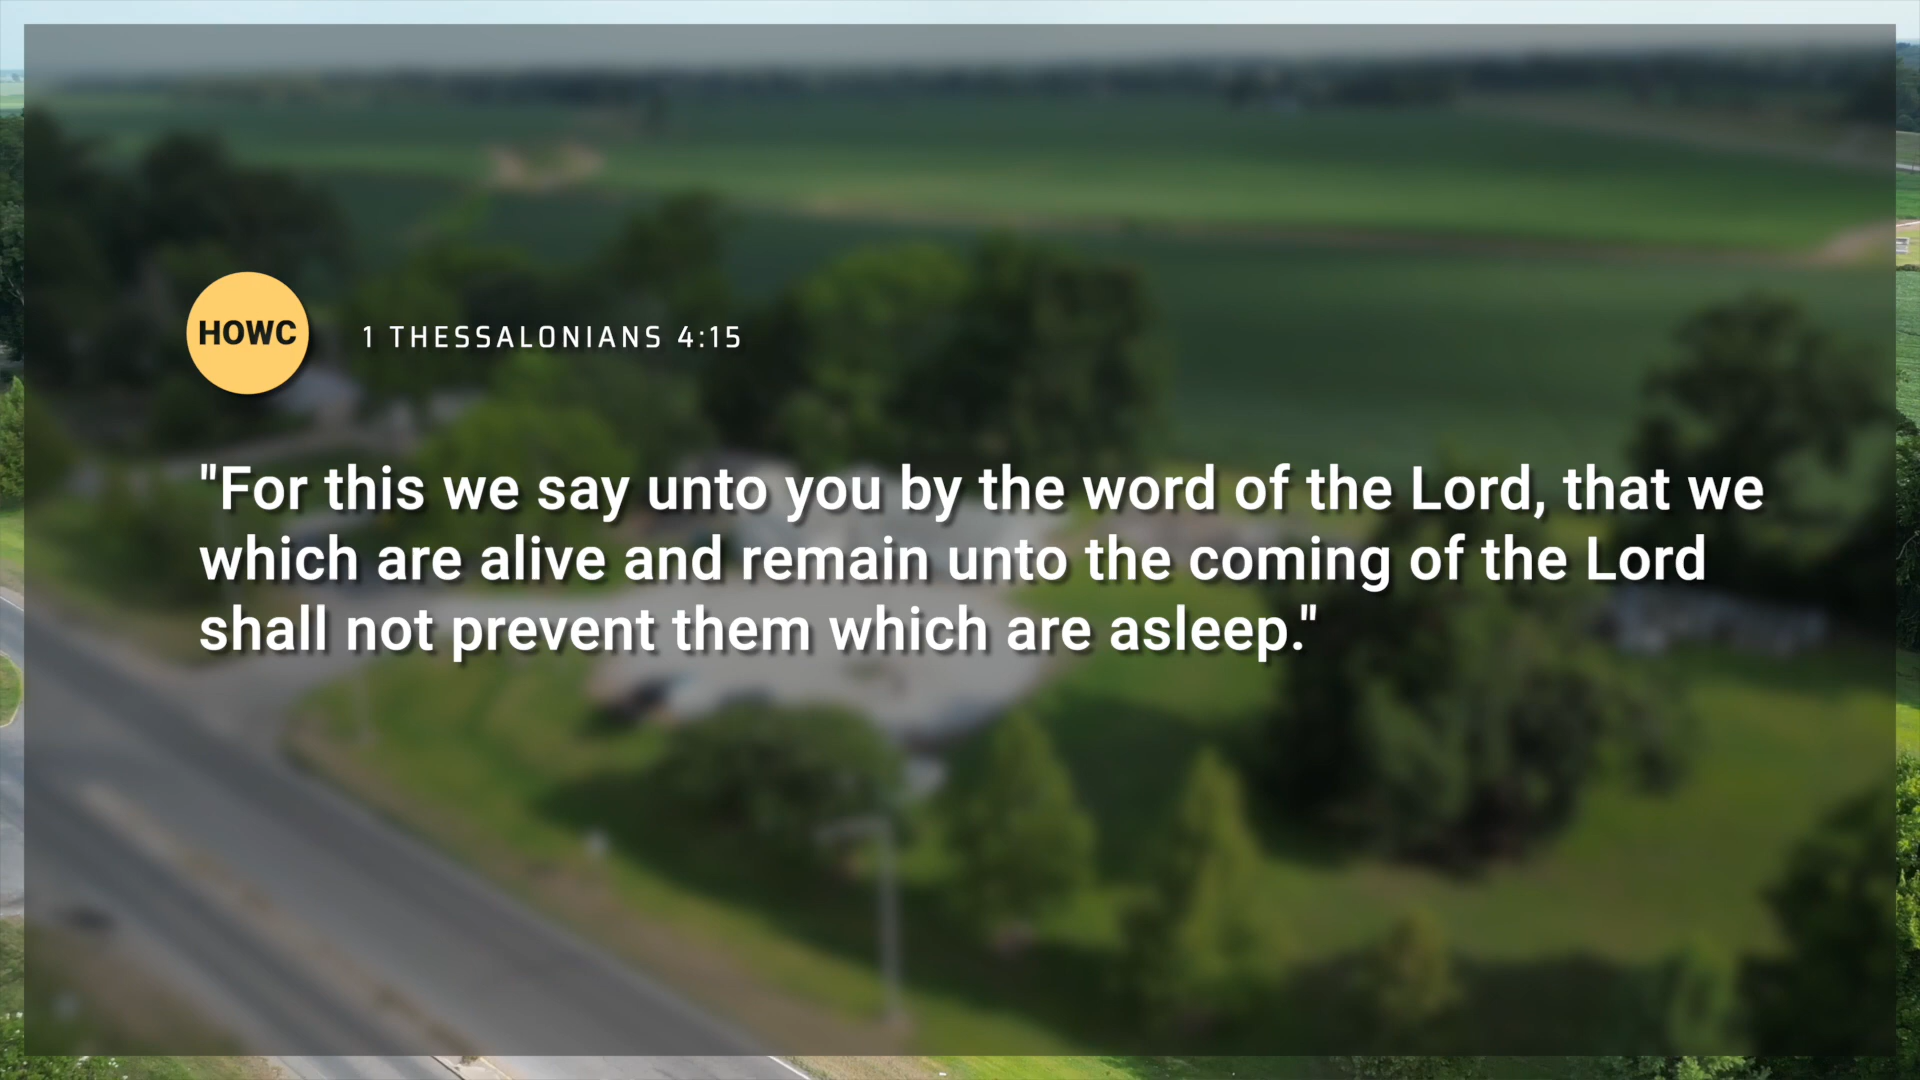 HOWC
1 THESSALONIANS 4:15
"For this we say unto you by the word of the Lord, that we
which are alive and remain unto the coming of the Lord
shall not prevent them which are asleep."